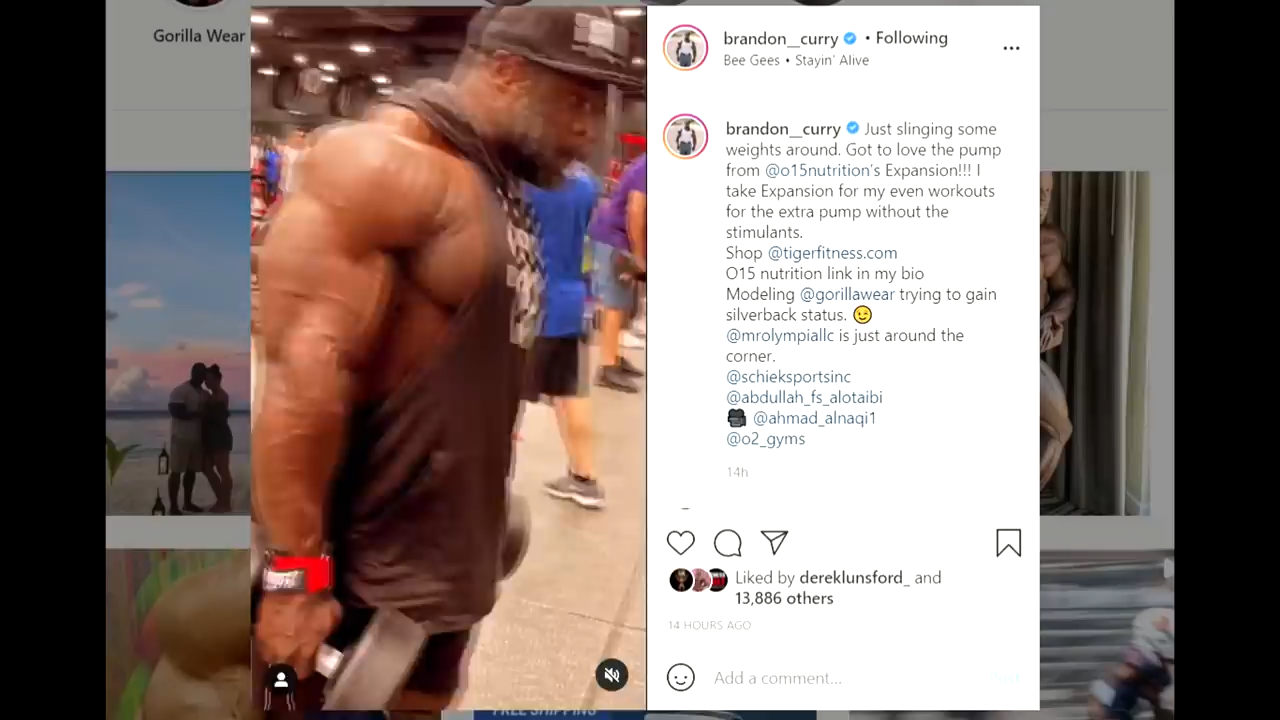 Gorilla Wear
brandon__curry • Following
Bee Gees • Stayin' Alive
brandon__curry Just slinging some
weights around. Got to love the pump
from @o15nutrition's Expansion!!! I
take Expansion for my even workouts
for the extra pump without the
stimulants.
Shop @tigerfitness.com
O15 nutrition link in my bio
Modeling @gorillawear trying to gain
silverback status. 😉
@mrolympiallc is just around the
corner.
@schieksportsinc
@abdullah_fs_alotaibi
🎥 @ahmad_alnaqi1
@o2_gyms
14h
Liked by dereklunsford_ and
13,886 others
14 HOURS AGO
Add a comment...
Post
FREE SHIPPING